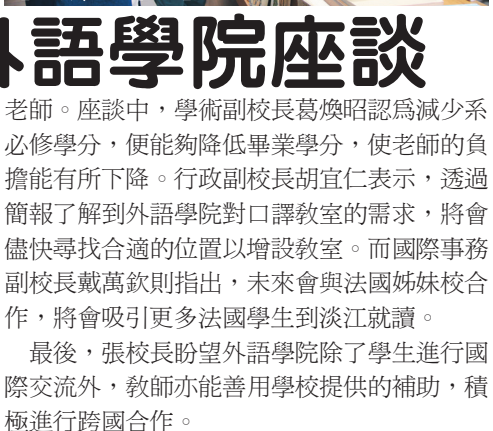 語學院座談
老師。座談中，學術副校長葛煥昭認爲減少系
必修學分，便能夠降低畢業學分，使老師的負
擔能有所下降。行政副校長胡宜仁表示，透過
簡報了解到外語學院對口譯教室的需求，將會
儘快尋找合適的位置以增設教室。而國際事務
副校長戴萬欽則指出，未來會與法國姊妹校合
作，將會吸引更多法國學生到淡江就讀。
最後，張校長盼望外語學院除了學生進行國
際交流外，教師亦能善用學校提供的補助，積
極進行跨國合作。